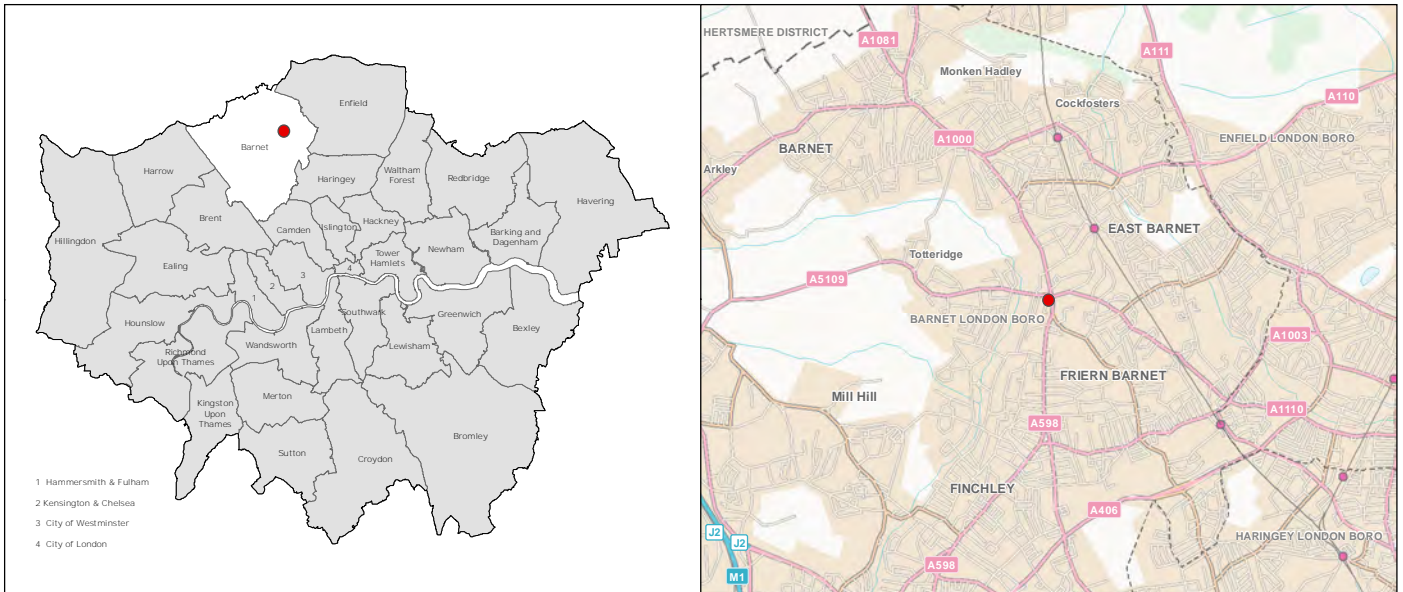 Enfield
Barnet
Harrow
Haringey
Waltham
Forest
Redbridge
Havering
Brent
Hillingdon
Camden
Islington
Hackney
Barking and
Dagenham
Newham
Tower
Hamlets
Ealing
4
3
2
1
Hounslow
Southwark
Greenwich
Bexley
Lambeth
Wandsworth
Lewisham
Richmond
Upon Thames
Merton
Kingston
Upon
Thames
Bromley
Sutton
Croydon
1 Hammersmith & Fulham
2 Kensington & Chelsea
3 City of Westminster
4 City of London
HERTSMERE DISTRICT
A1081
A111
Monken Hadley
Cockfosters
A110
A1000
ENFIELD LONDON BORO
BARNET
Arkley
EAST BARNET
Totteridge
A5109
BARNET LONDON BORO
A1003
FRIERN BARNET
Mill Hill
A1110
A598
FINCHLEY
A406
J2
J2
HARINGEY LONDON BORO
A598
M1